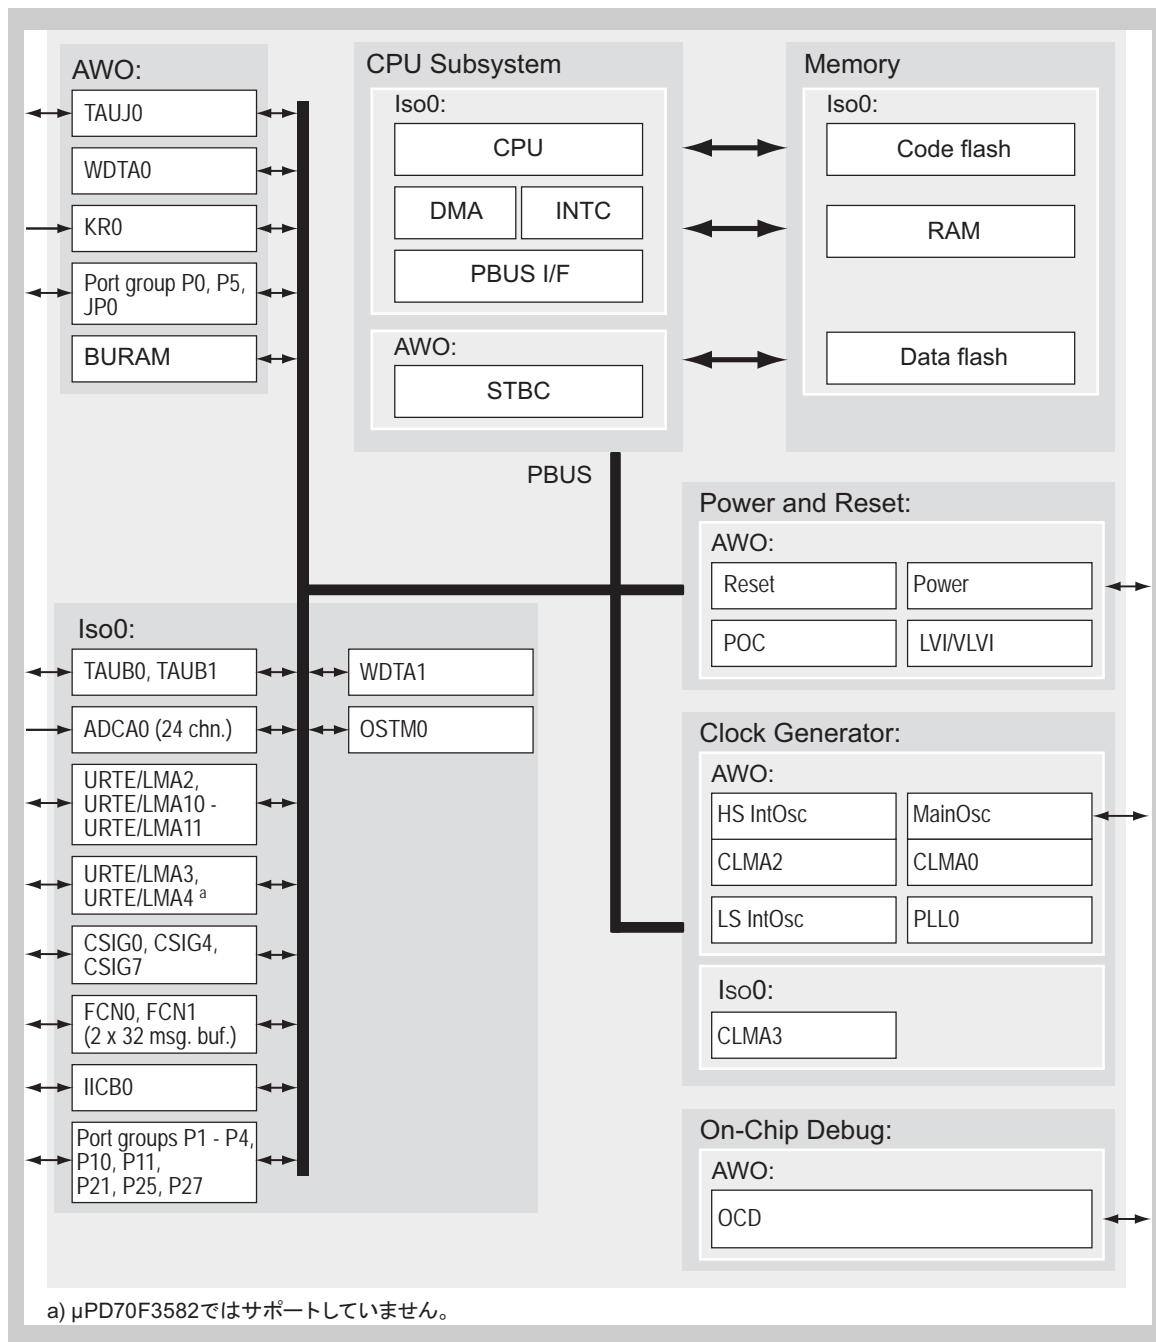 AWO:
TAUJ0
WDTA0
KR0
Port group P0, P5,
JP0
BURAM
CPU Subsystem
Iso0:
CPU
DMA
INTC
PBUS I/F
AWO:
STBC
Memory
Iso0:
Code flash
RAM
Data flash
PBUS
Iso0:
TAUB0, TAUB1
ADCA0 (24 chn.)
URTE/LMA2,
URTE/LMA10 -
URTE/LMA11
URTE/LMA3,
URTE/LMA4 a
CSIG0, CSIG4,
CSIG7
FCN0, FCN1
(2 x 32 msg. buf.)
IICB0
Port groups P1 - P4,
P10, P11,
P21, P25, P27
WDTA1
OSTM0
Power and Reset:
AWO:
Reset
Power
POC
LVI/VLVI
Clock Generator:
AWO:
HS IntOsc
MainOsc
CLMA2
CLMA0
LS IntOsc
PLL0
Iso0:
CLMA3
On-Chip Debug:
AWO:
OCD
a) µPD70F3582ではサポートしていません。